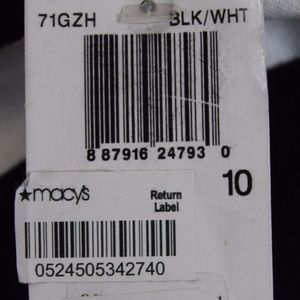 71GZH BLK/WHT
8 87916 24793 0
10
★macy's Return
Label
0524505342740